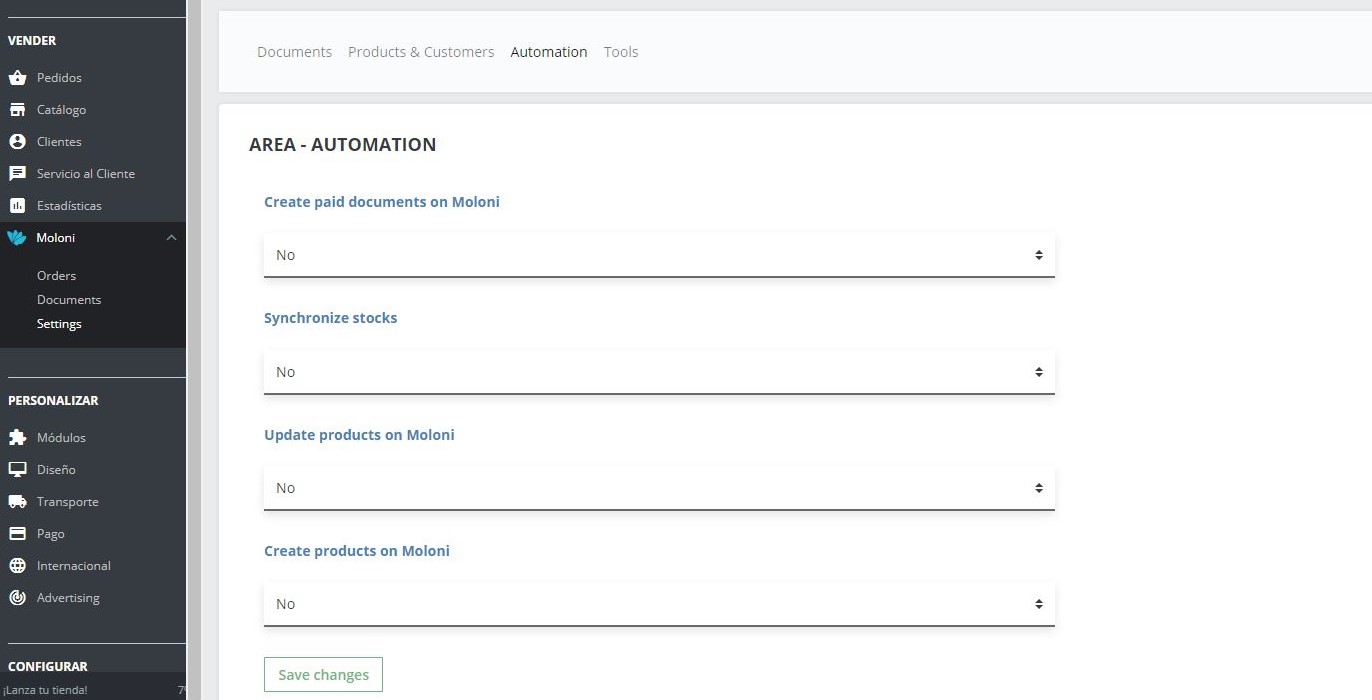 VENDER
Pedidos
Catálogo
Clientes
Servicio al Cliente
Estadísticas
Moloni
Orders
Documents
Settings
PERSONALIZAR
Módulos
Diseño
Transporte
Pago
Internacional
Advertising
CONFIGURAR
¡Lanza tu tienda!
Documents Products & Customers Automation Tools
AREA - AUTOMATION
Create paid documents on Moloni
No
Synchronize stocks
No
Update products on Moloni
No
Create products on Moloni
No
Save changes